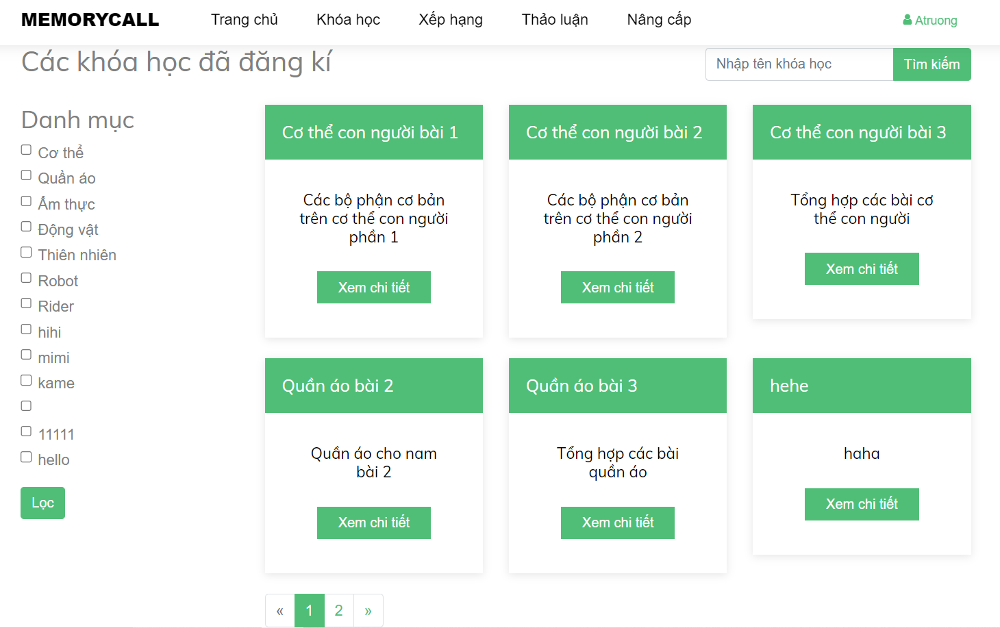 MEMORYCALL
Trang chủ
Khóa học
Xếp hạng
Thảo luận
Nâng cấp
Atruong
Các khóa học đã đăng kí
Nhập tên khóa học
Tìm kiếm
Danh mục
Cơ thể
Quần áo
Ẩm thực
Động vật
Thiên nhiên
Robot
Rider
hihi
mimi
kame
11111
hello
Lọc
Cơ thể con người bài 1
Các bộ phận cơ bản
trên cơ thể con người
phần 1
Xem chi tiết
Cơ thể con người bài 2
Các bộ phận cơ bản
trên cơ thể con người
phần 2
Xem chi tiết
Cơ thể con người bài 3
Tổng hợp các bài cơ
thể con người
Xem chi tiết
Quần áo bài 2
Quần áo cho nam
bài 2
Xem chi tiết
Quần áo bài 3
Tổng hợp các bài
quần áo
Xem chi tiết
hehe
haha
Xem chi tiết
« 1 2 »